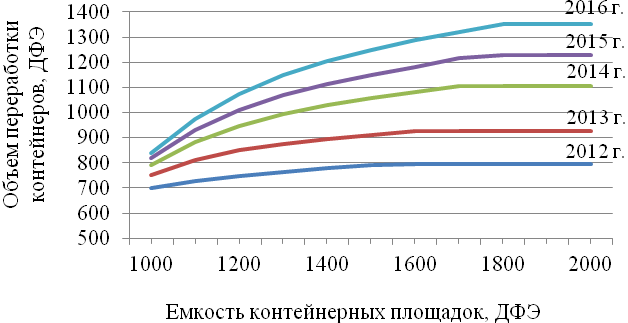 Объем переработки
контейнеров, ДФЭ
1400
1300
1200
1100
1000
900
800
700
600
500
2016 г.
2015 г.
2014 г.
2013 г.
2012 г.
1000 1200 1400 1600 1800 2000
Емкость контейнерных площадок, ДФЭ